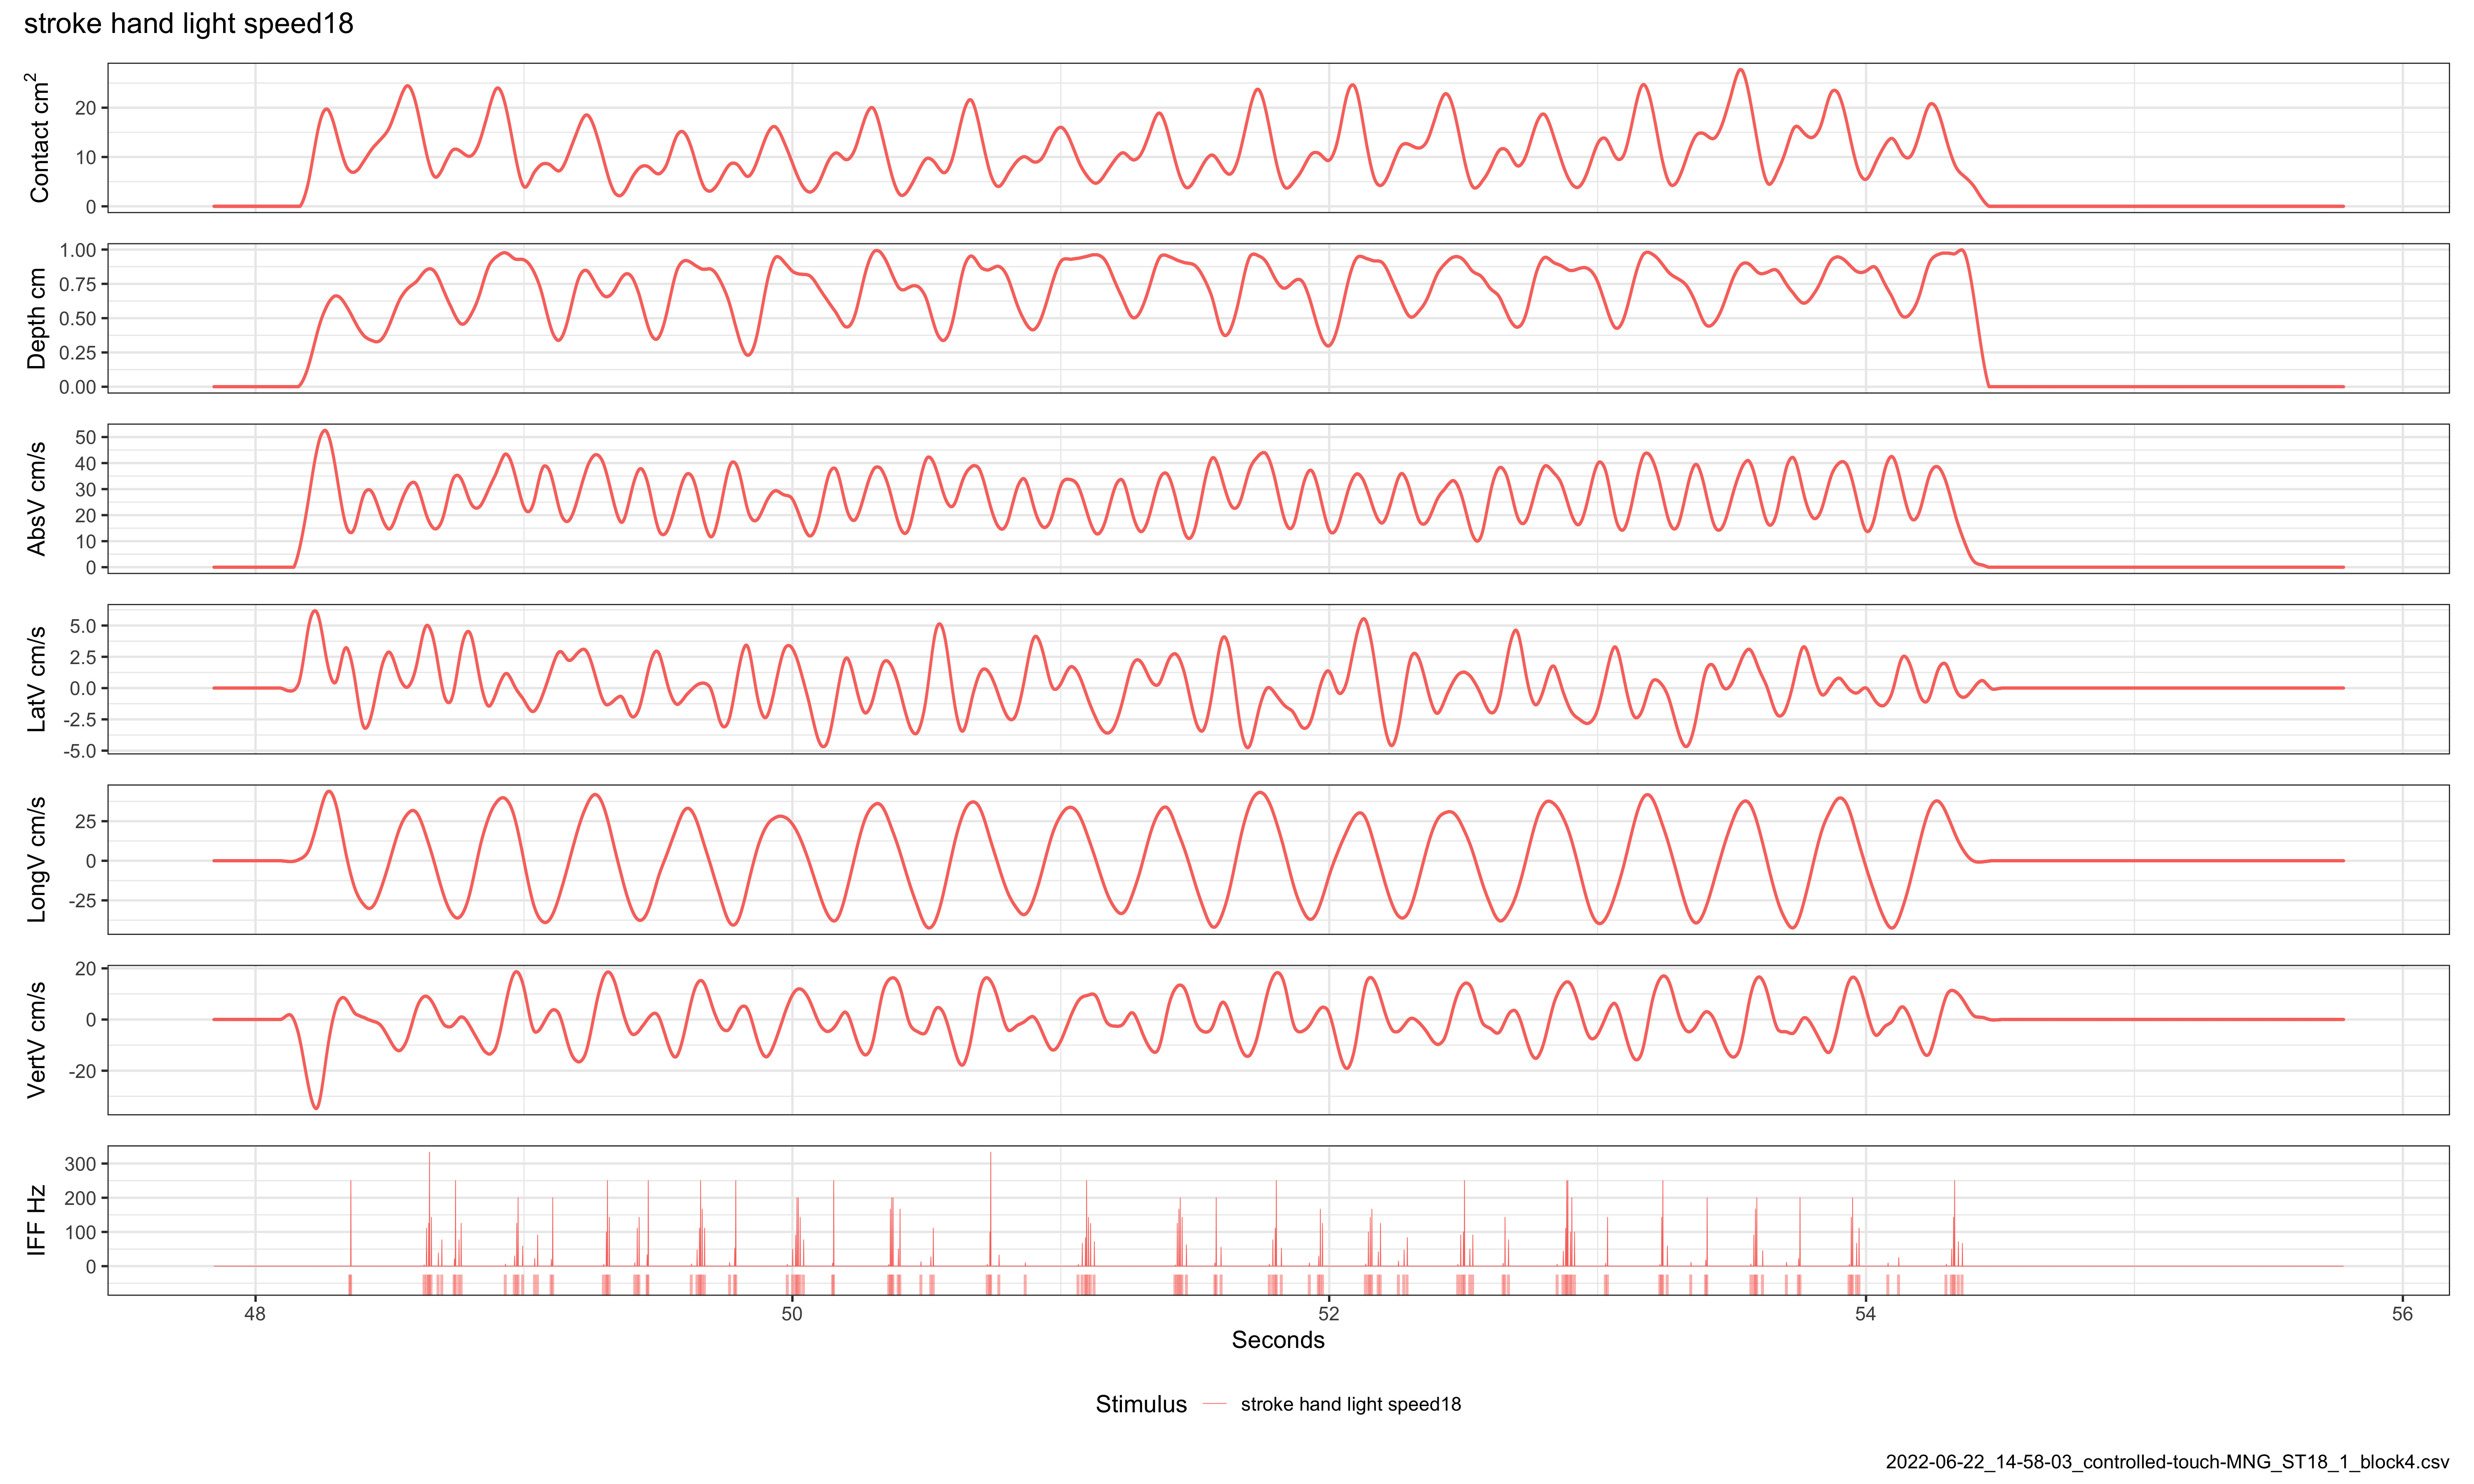 stroke hand light speed18
Contact cm²
20
10
0
Depth cm
1.00
0.75
0.50
0.25
0.00
AbsV cm/s
50
40
30
20
10
0
LatV cm/s
5.0
2.5
0.0
-2.5
-5.0
LongV cm/s
25
0
-25
VertV cm/s
20
0
-20
IFF Hz
300
200
100
0
48 50 52 54 56
Seconds
Stimulus stroke hand light speed18
2022-06-22_14-58-03_controlled-touch-MNG_ST18_1_block4.csv